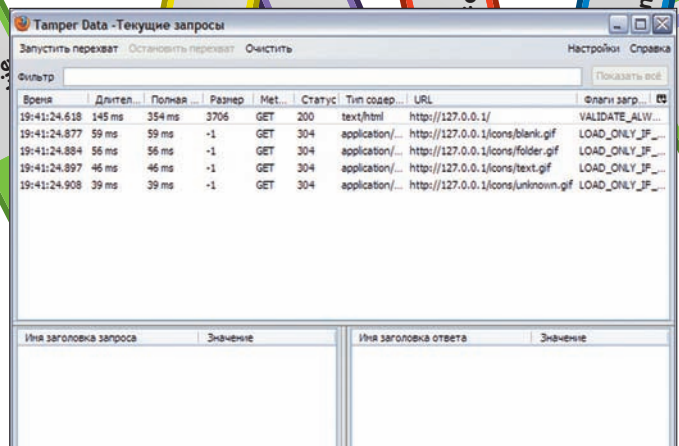 Tamper Data -Текущие запросы
Запустить перехват Остановить перехват Очистить Настройки Справка
Фильтр Показать всё
Время Длител... Полная ... Размер Мет... Статус Тип содер... URL Флаги загр...
19:41:24.618 145 ms 354 ms 3706 GET 200 text/html http://127.0.0.1/ VALIDATE_ALW...
19:41:24.877 59 ms 59 ms -1 GET 304 application/... http://127.0.0.1/icons/blank.gif LOAD_ONLY_IF_...
19:41:24.884 56 ms 56 ms -1 GET 304 application/... http://127.0.0.1/icons/folder.gif LOAD_ONLY_IF_...
19:41:24.897 46 ms 46 ms -1 GET 304 application/... http://127.0.0.1/icons/text.gif LOAD_ONLY_IF_...
19:41:24.908 39 ms 39 ms -1 GET 304 application/... http://127.0.0.1/icons/unknown.gif LOAD_ONLY_IF_...
Имя заголовка запроса Значение Имя заголовка ответа Значение